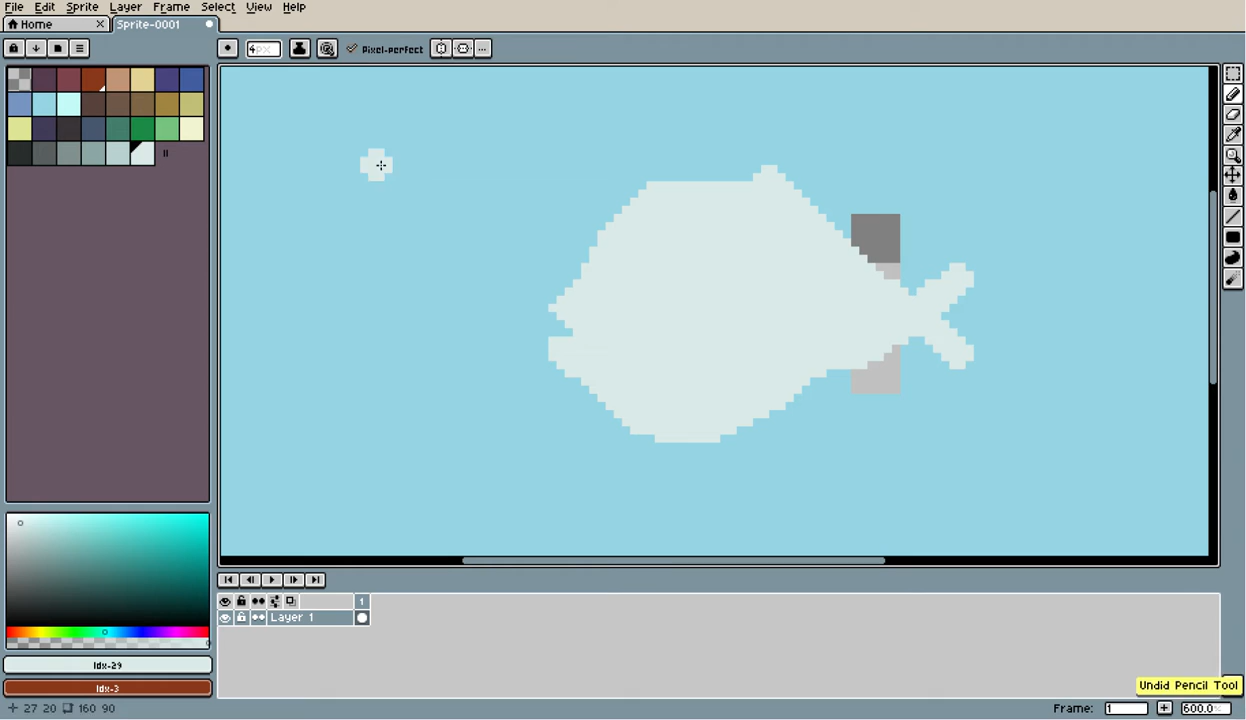 File Edit Sprite Layer Frame Select View Help
Home Sprite-0001
4px Pixel-perfect ...
1
Layer 1
Idx-29
Idx-3
Undid Pencil Tool
27 20 160 90 Frame: 1 + 600.0%